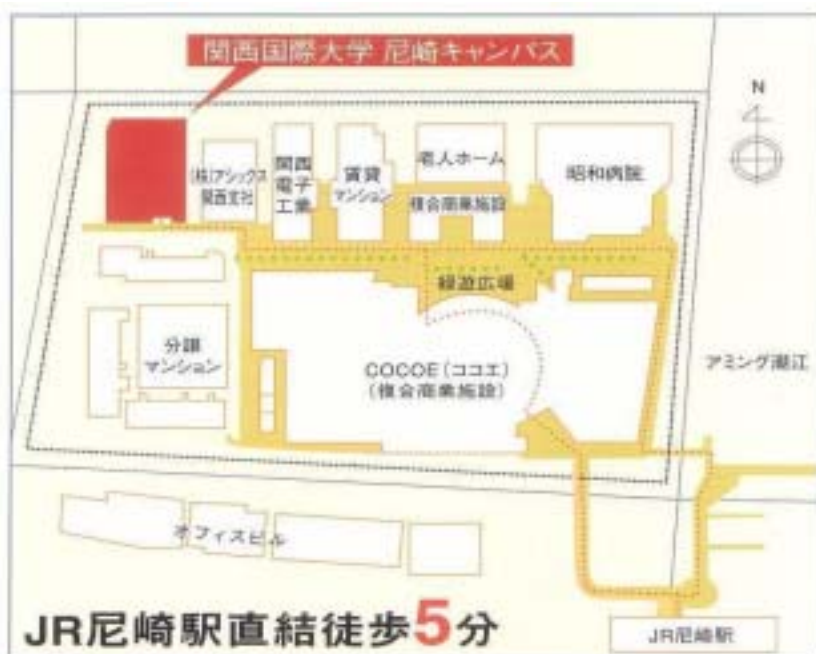 関西国際大学 尼崎キャンパス
N
(株)アシックス
関西支社
関西
電子
工業
賃貸
マンション
老人ホーム
複合商業施設
昭和病院
緑遊広場
分譲
マンション
COCOE(ココエ)
(複合商業施設)
アミング潮江
オフィスビル
JR尼崎駅直結徒歩5分
JR尼崎駅